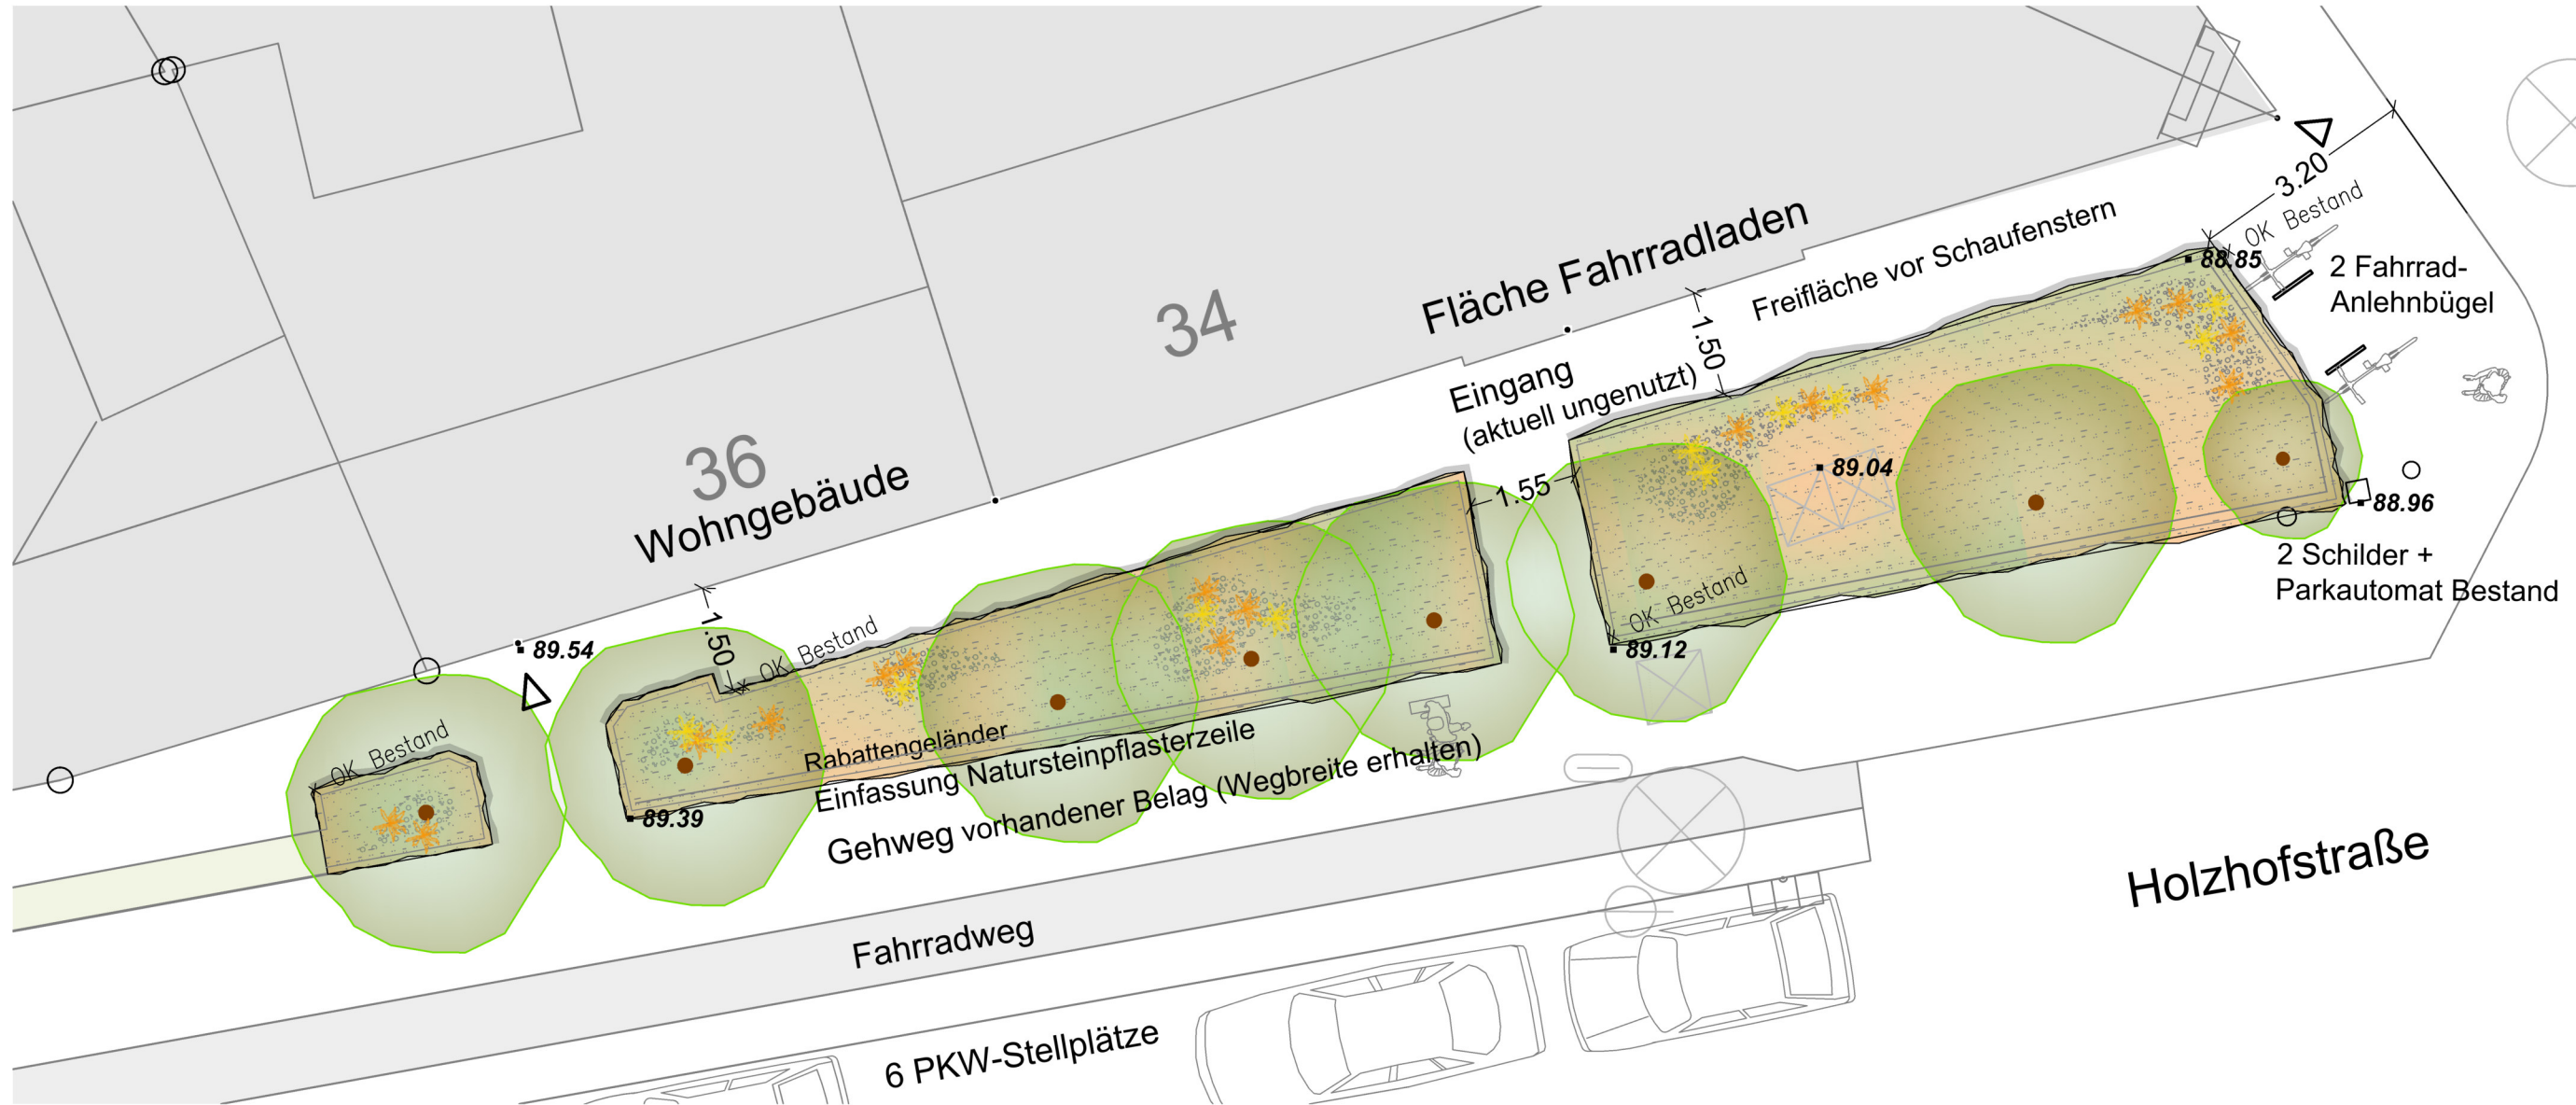 3.20
OK Bestand
88.85
2 Fahrrad-
Anlehnbügel
Freifläche vor Schaufenstern
Fläche Fahrradladen
34
1.50
Eingang
(aktuell ungenutzt)
89.04
1.55
88.96
2 Schilder +
Parkautomat Bestand
OK Bestand
89.12
36
Wohngebäude
1.50
OK Bestand
89.54
OK Bestand
89.39
Rabattengeländer
Einfassung Natursteinpflasterzeile
Gehweg vorhandener Belag (Wegbreite erhalten)
Fahrradweg
6 PKW-Stellplätze
Holzhofstraße